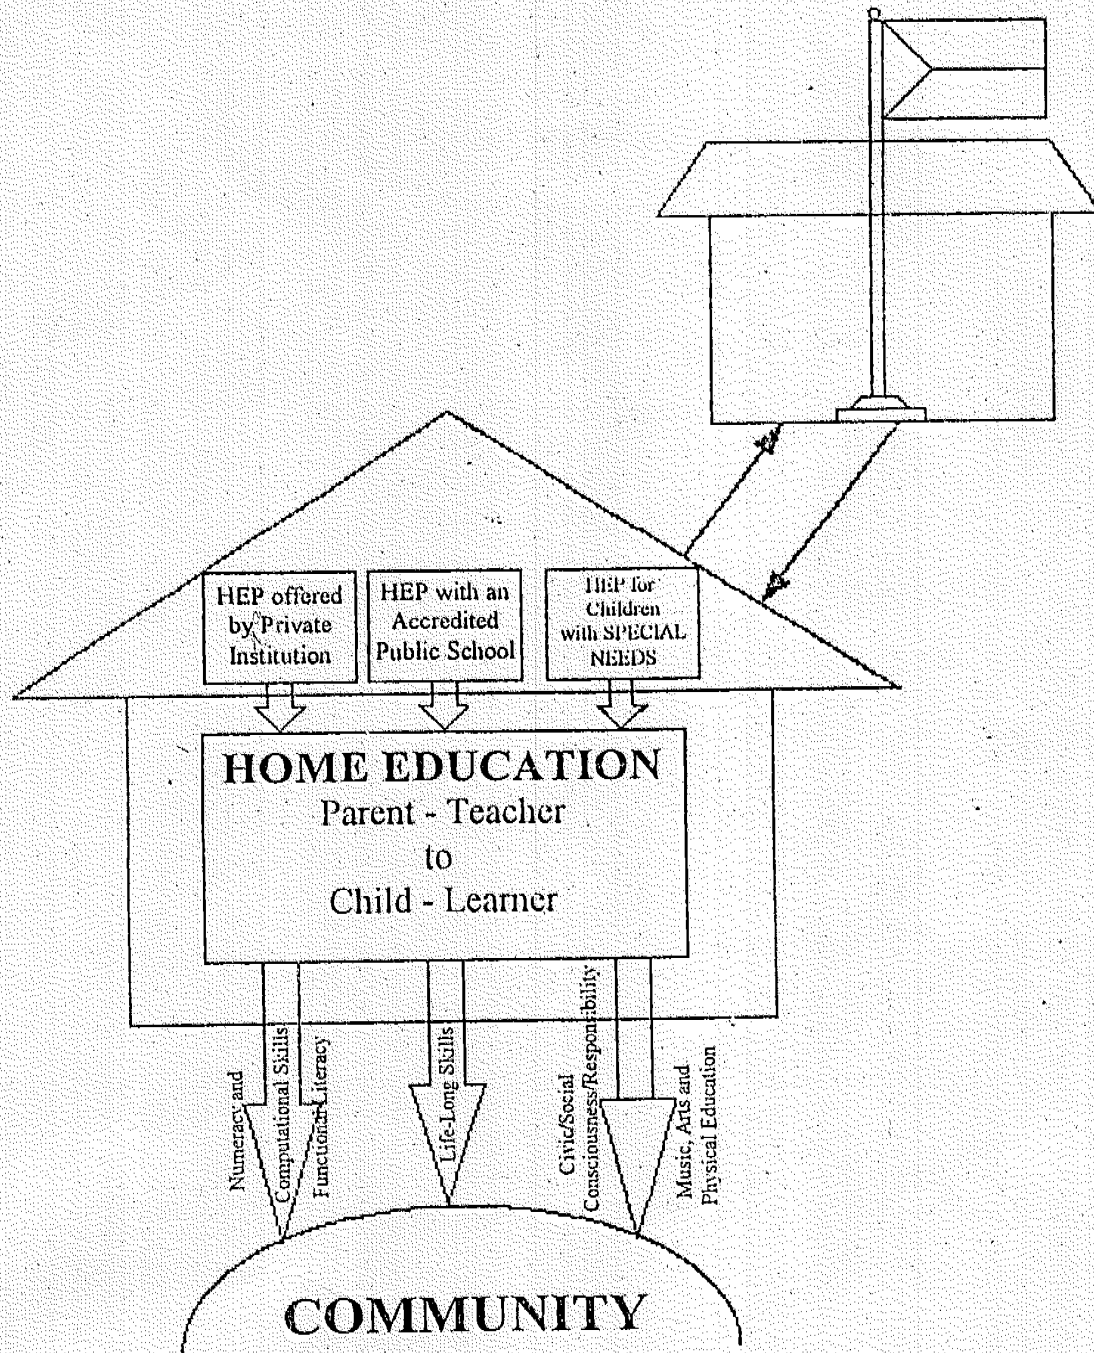 HEP offered
by Private
Institution
HEP with an
Accredited
Public School
HEP for
Children
with SPECIAL
NEEDS
HOME EDUCATION
Parent - Teacher
to
Child - Learner
Numeracy and
Computational Skills
Functional Literacy
Life-Long Skills
Civic/Social
Consciousness/Responsibility
Music, Arts and
Physical Education
COMMUNITY